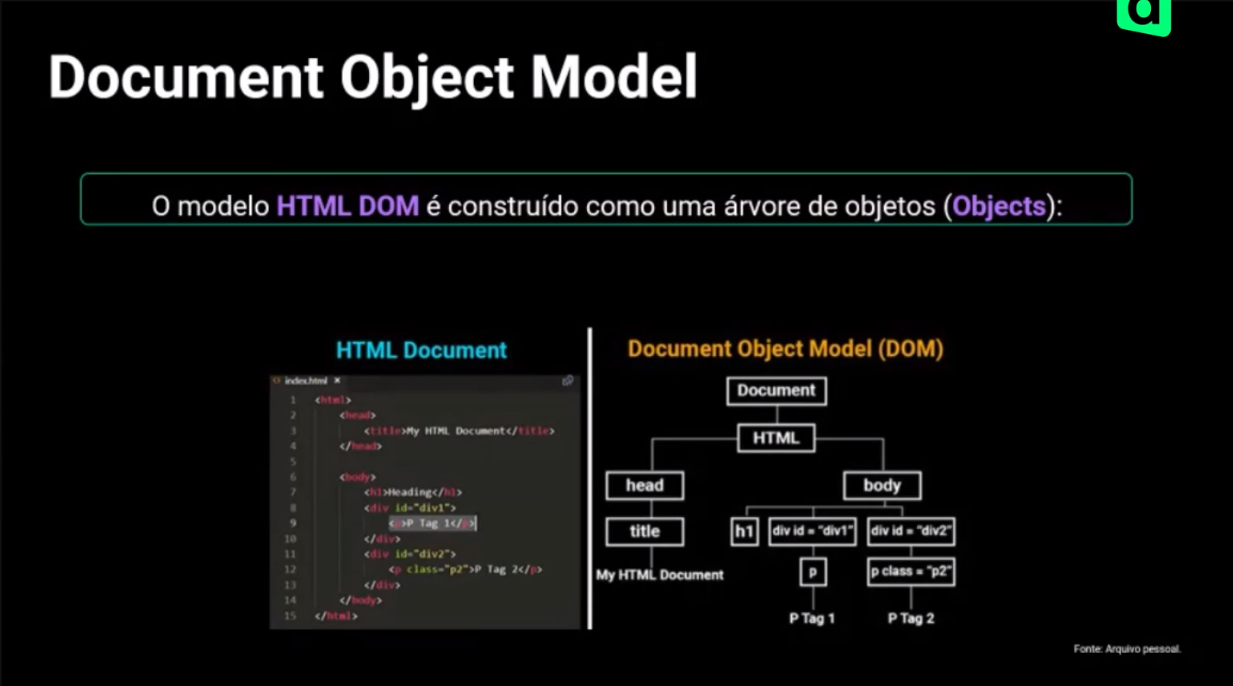 a
Document Object Model
O modelo HTML DOM é construído como uma árvore de objetos (Objects):
HTML Document
index.html ×
1 <html>
2 <head>
3 <title>My HTML Document</title>
4 </head>
5
6 <body>
7 <h1>Heading</h1>
8 <div id="div1">
9 <p>P Tag 1</p>
10 </div>
11 <div id="div2">
12 <p class="p2">P Tag 2</p>
13 </div>
14 </body>
15 </html>
Document Object Model (DOM)
Document
HTML
head
body
title
h1
div id = "div1"
div id = "div2"
My HTML Document
p
p class = "p2"
P Tag 1
P Tag 2
Fonte: Arquivo pessoal.